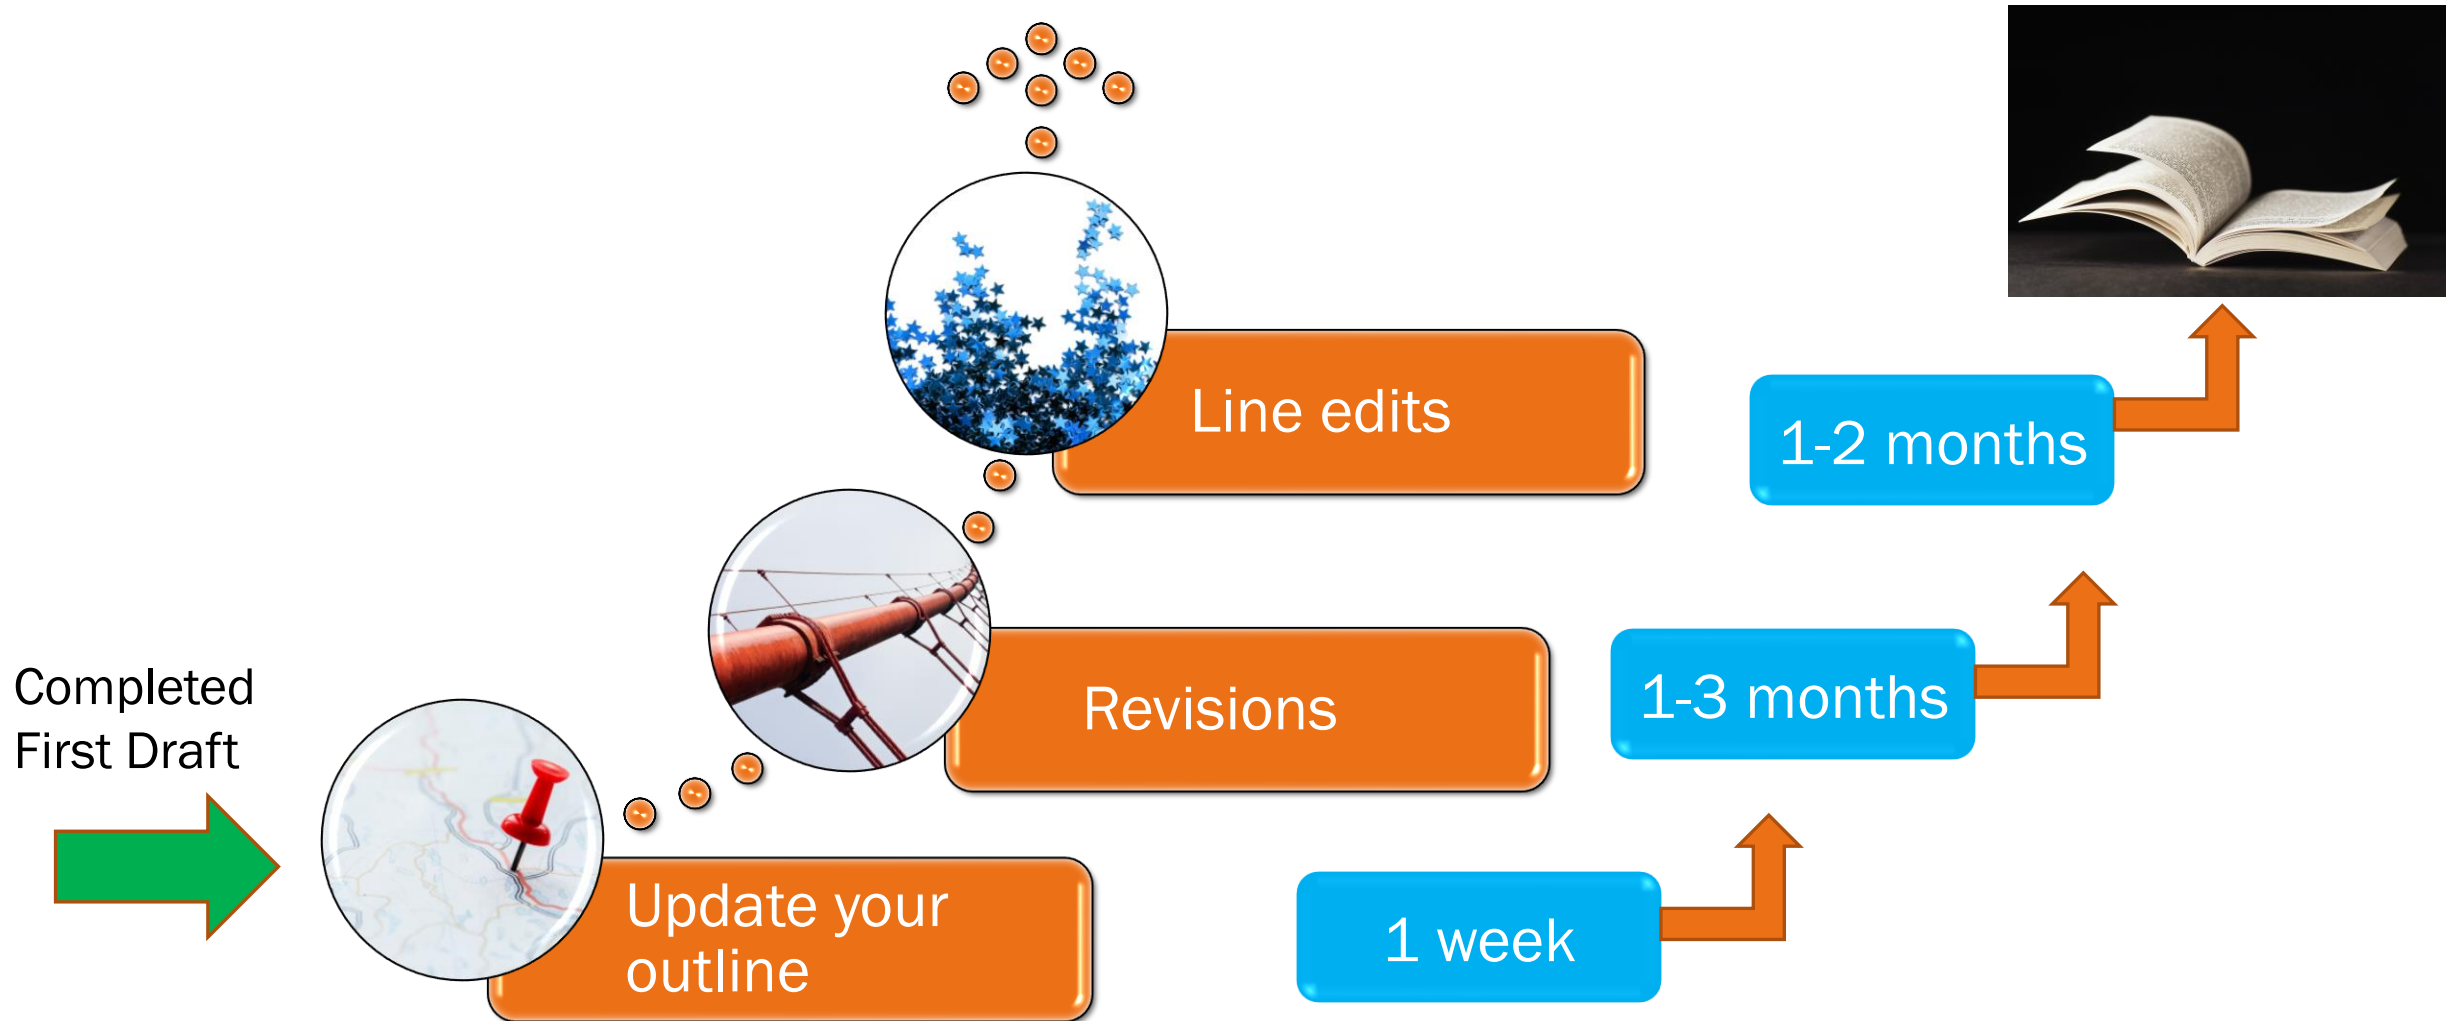 Line edits
1-2 months
Completed
First Draft
Revisions
1-3 months
Update your
outline
1 week